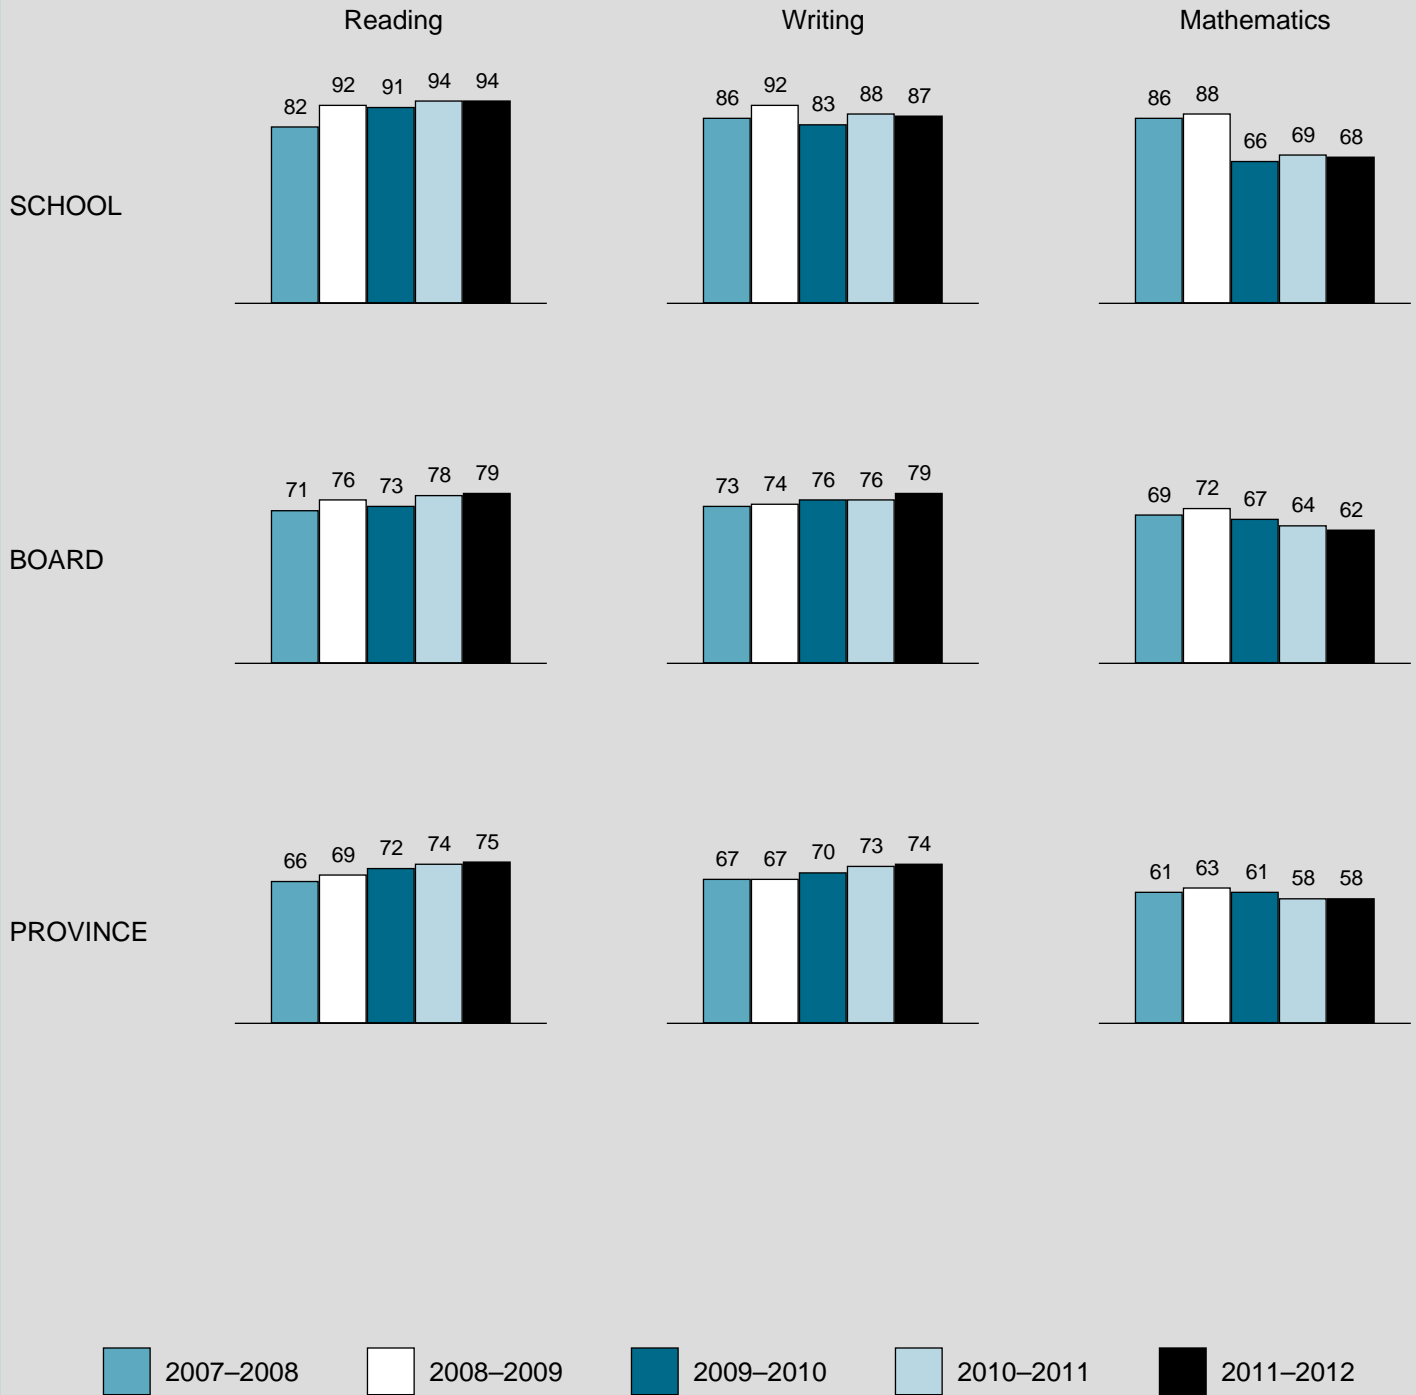 Reading Writing Mathematics
SCHOOL
82 92 91 94 94
86 92 83 88 87
86 88 66 69 68
BOARD
71 76 73 78 79
73 74 76 76 79
69 72 67 64 62
PROVINCE
66 69 72 74 75
67 67 70 73 74
61 63 61 58 58
2007–2008 2008–2009 2009–2010 2010–2011 2011–2012